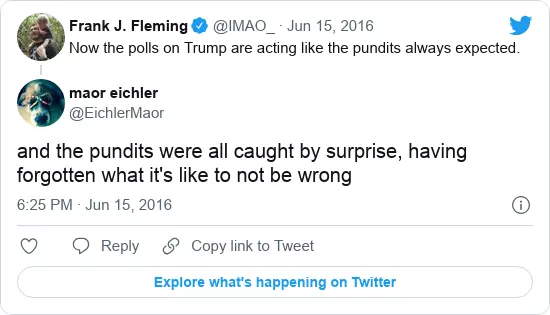 Frank J. Fleming @IMAO_ · Jun 15, 2016
Now the polls on Trump are acting like the pundits always expected.
maor eichler
@EichlerMaor
and the pundits were all caught by surprise, having
forgotten what it's like to not be wrong
6:25 PM · Jun 15, 2016
Reply Copy link to Tweet
Explore what's happening on Twitter